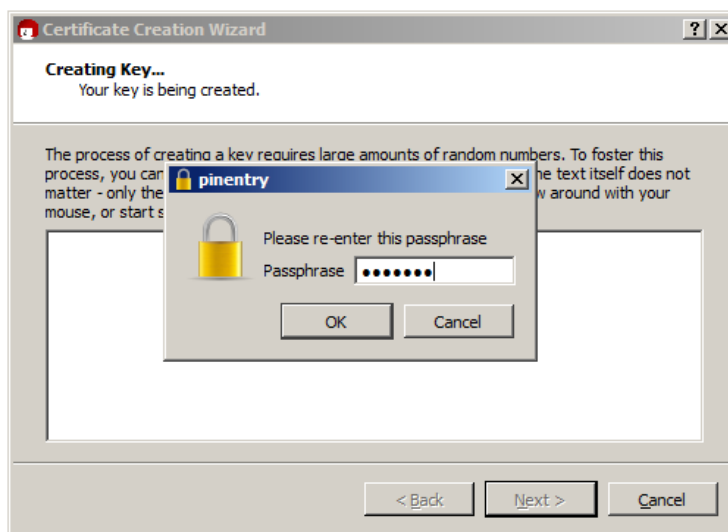 Certificate Creation Wizard
Creating Key...
Your key is being created.
The process of creating a key requires large amounts of random numbers. To foster this
process, you can
he text itself does not
matter - only the
w around with your
mouse, or start s
pinentry
Please re-enter this passphrase
Passphrase
OK
Cancel
< Back
Next >
Cancel